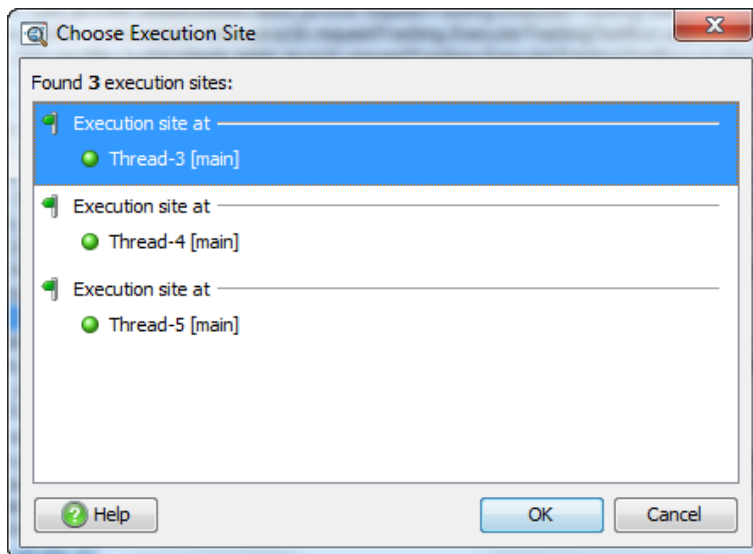 Choose Execution Site
Found 3 execution sites:
Execution site at
Thread-3 [main]
Execution site at
Thread-4 [main]
Execution site at
Thread-5 [main]
Help
OK
Cancel